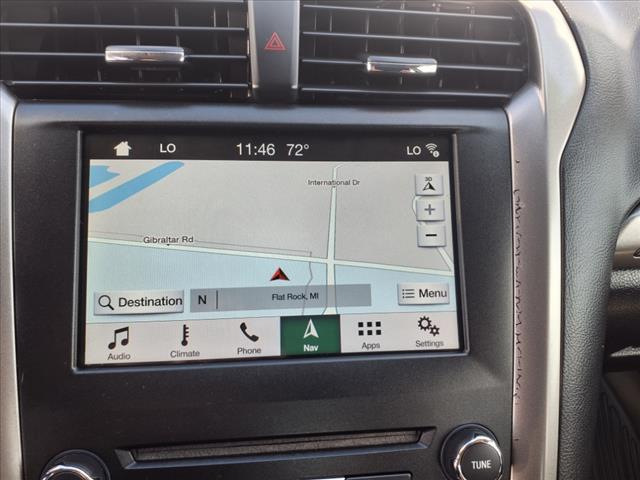 LO 11:46 72° LO
3D
International Dr
Gibraltar Rd
Destination N Flat Rock, MI Menu
Audio Climate Phone Nav Apps Settings
TUNE